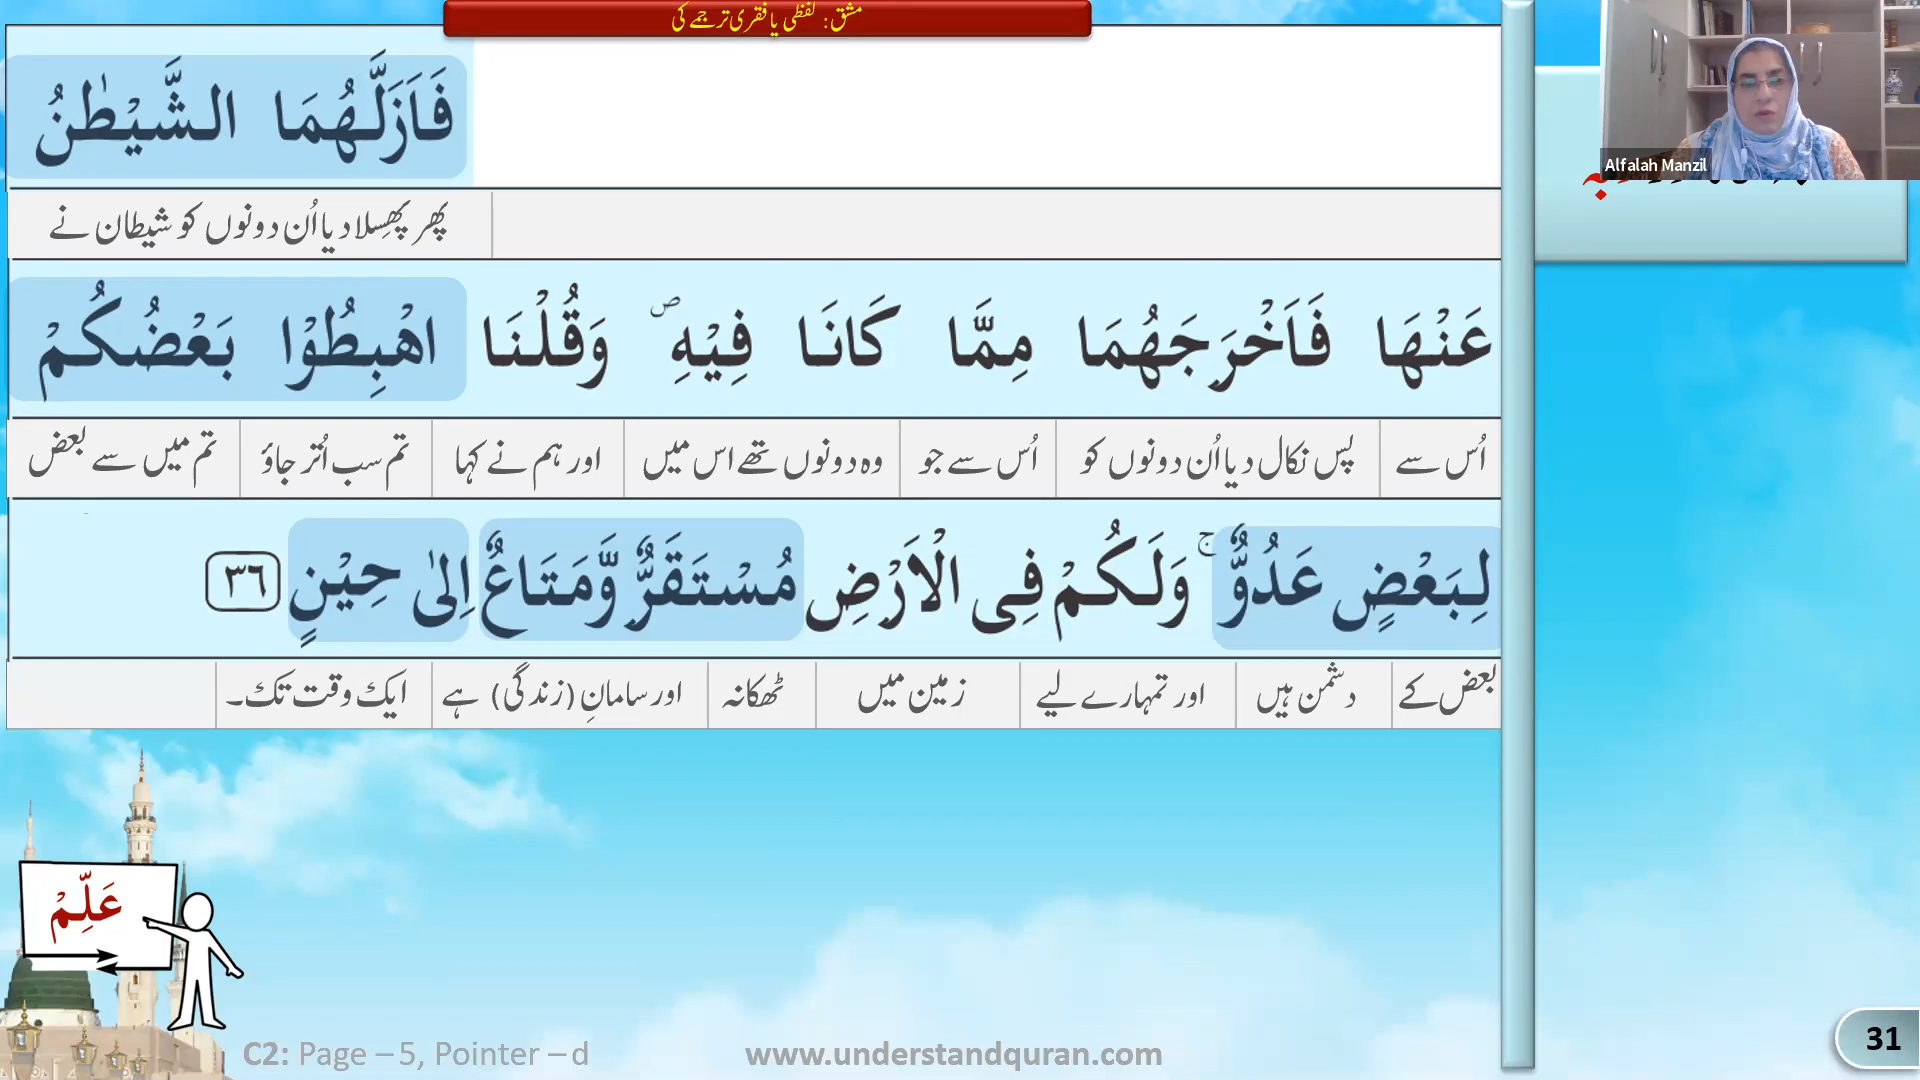 مشق: لفظی یا فقری ترجمے کی
فَاَزَلَّهُمَا الشَّيْطٰنُ
پھر پھسلا دیا اُن دونوں کو شیطان نے
عَنْهَا فَاَخْرَجَهُمَا مِمَّا كَانَا فِيْهِ ۪ وَقُلْنَا اهْبِطُوْا بَعْضُكُمْ
اُس سے پس نکال دیا اُن دونوں کو اُس سے جو وہ دونوں تھے اس میں اور ہم نے کہا تم سب اُتر جاؤ تم میں سے بعض
لِبَعْضٍ عَدُوٌّ ۚ وَلَكُمْ فِى الْاَرْضِ مُسْتَقَرٌّ وَّمَتَاعٌ اِلٰى حِيْنٍ ٣٦
بعض کے دشمن ہیں اور تمہارے لیے زمین میں ٹھکانہ اور سامانِ (زندگی) ہے ایک وقت تک۔
Alfalah Manzil
عَلِّمْ
C2: Page – 5, Pointer – d
www.understandquran.com
31